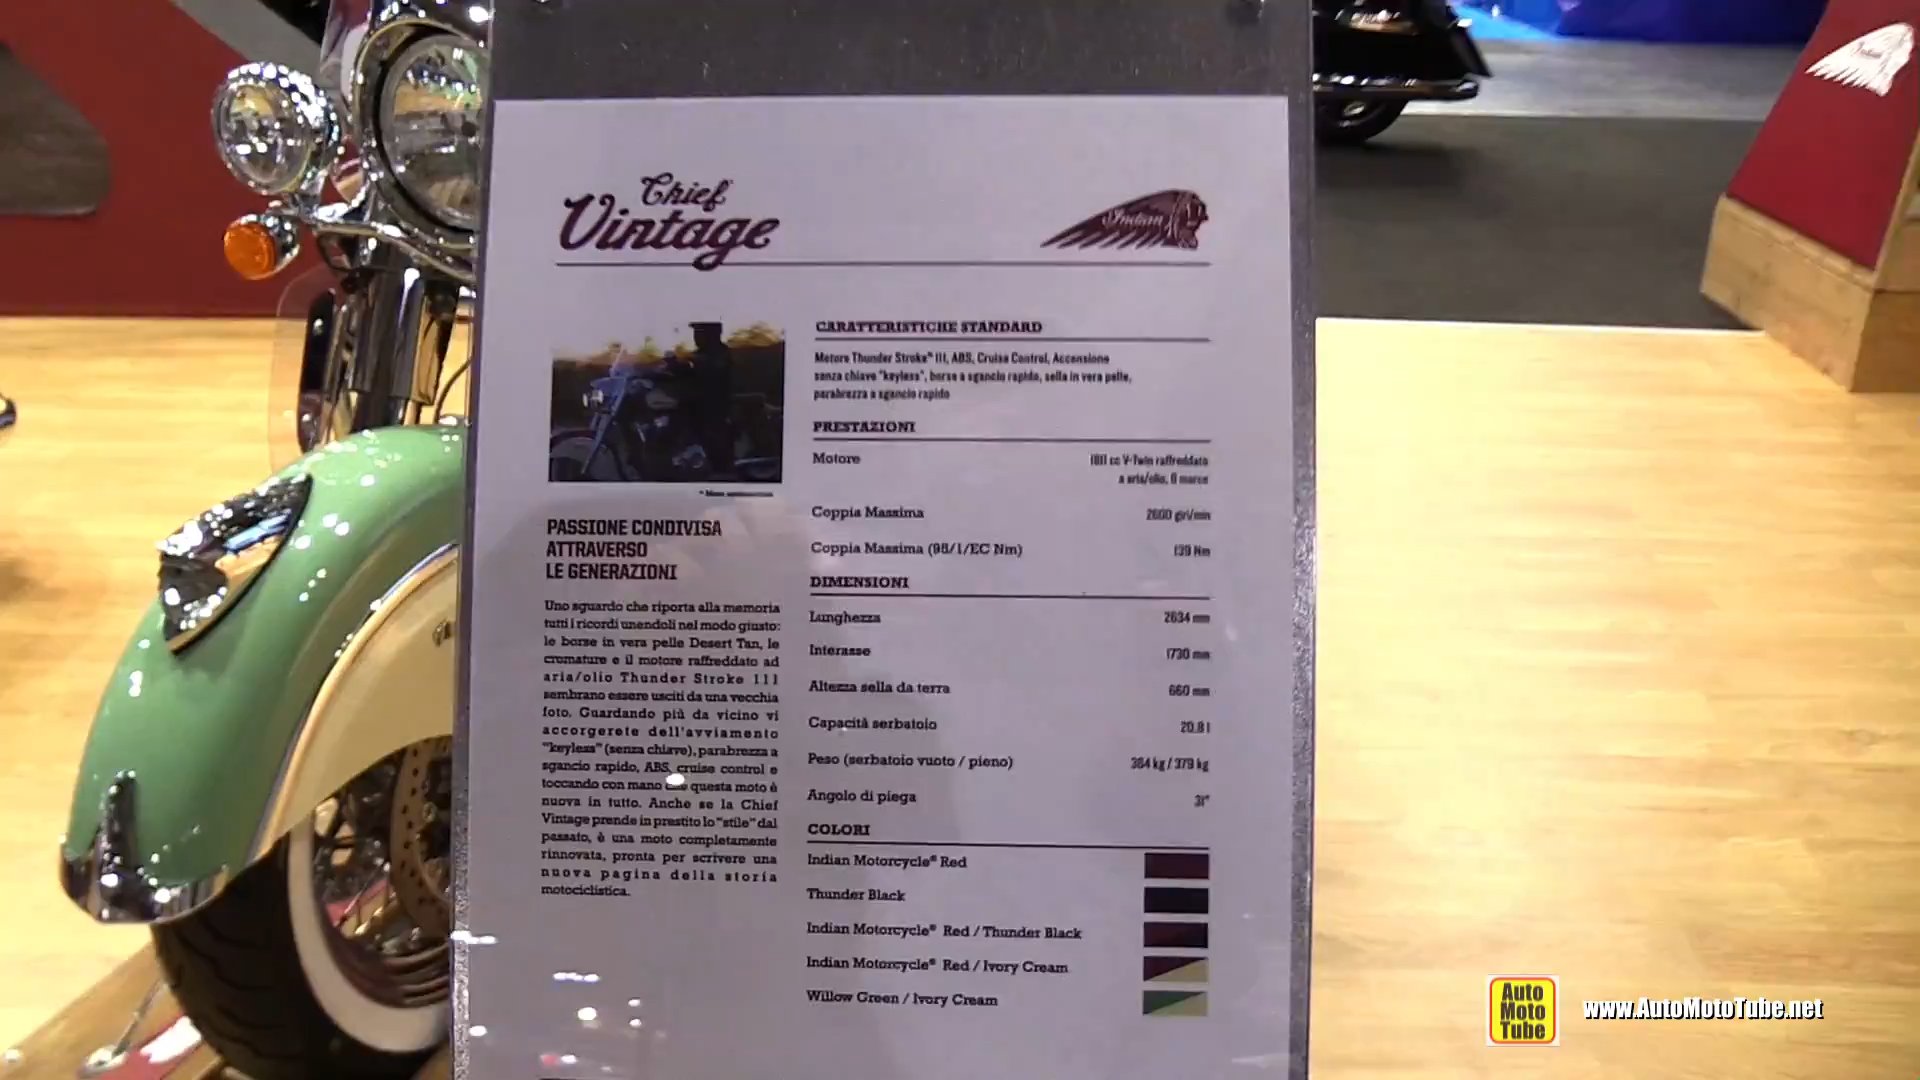 Chief
Vintage
Indian
CARATTERISTICHE STANDARD
Motore Thunder Stroke® III, ABS, Cruise Control, Accensione
senza chiave "keyless", borse a sgancio rapido, sella in vera pelle,
parabrezza a sgancio rapido
PRESTAZIONI
Motore 1811 cc V-Twin raffreddato
a aria/olio, 6 marce
Coppia Massima 2600 giri/min
Coppia Massima (95/1/EC Nm) 139 Nm
DIMENSIONI
Lunghezza 2634 mm
Interasse 1730 mm
Altezza sella da terra 660 mm
Capacità serbatoio 20.8 l
Peso (serbatoio vuoto / pieno) 364 kg / 379 kg
Angolo di piega 31°
COLORI
Indian Motorcycle® Red
Thunder Black
Indian Motorcycle® Red / Thunder Black
Indian Motorcycle® Red / Ivory Cream
Willow Green / Ivory Cream
PASSIONE CONDIVISA
ATTRAVERSO
LE GENERAZIONI
Uno sguardo che riporta alla memoria
tutti i ricordi unendoli nel modo giusto:
le borse in vera pelle Desert Tan, le
cromature e il motore raffreddato ad
aria/olio Thunder Stroke 111
sembrano essere usciti da una vecchia
foto. Guardando più da vicino vi
accorgerete dell'avviamento
"keyless" (senza chiave), parabrezza a
sgancio rapido, ABS, cruise control e
toccando con mano questa moto è
nuova in tutto. Anche se la Chief
Vintage prende in prestito lo "stile" dal
passato, è una moto completamente
rinnovata, pronta per scrivere una
nuova pagina della storia
motociclistica.
Indian
Auto
Moto
Tube
www.AutoMotoTube.net